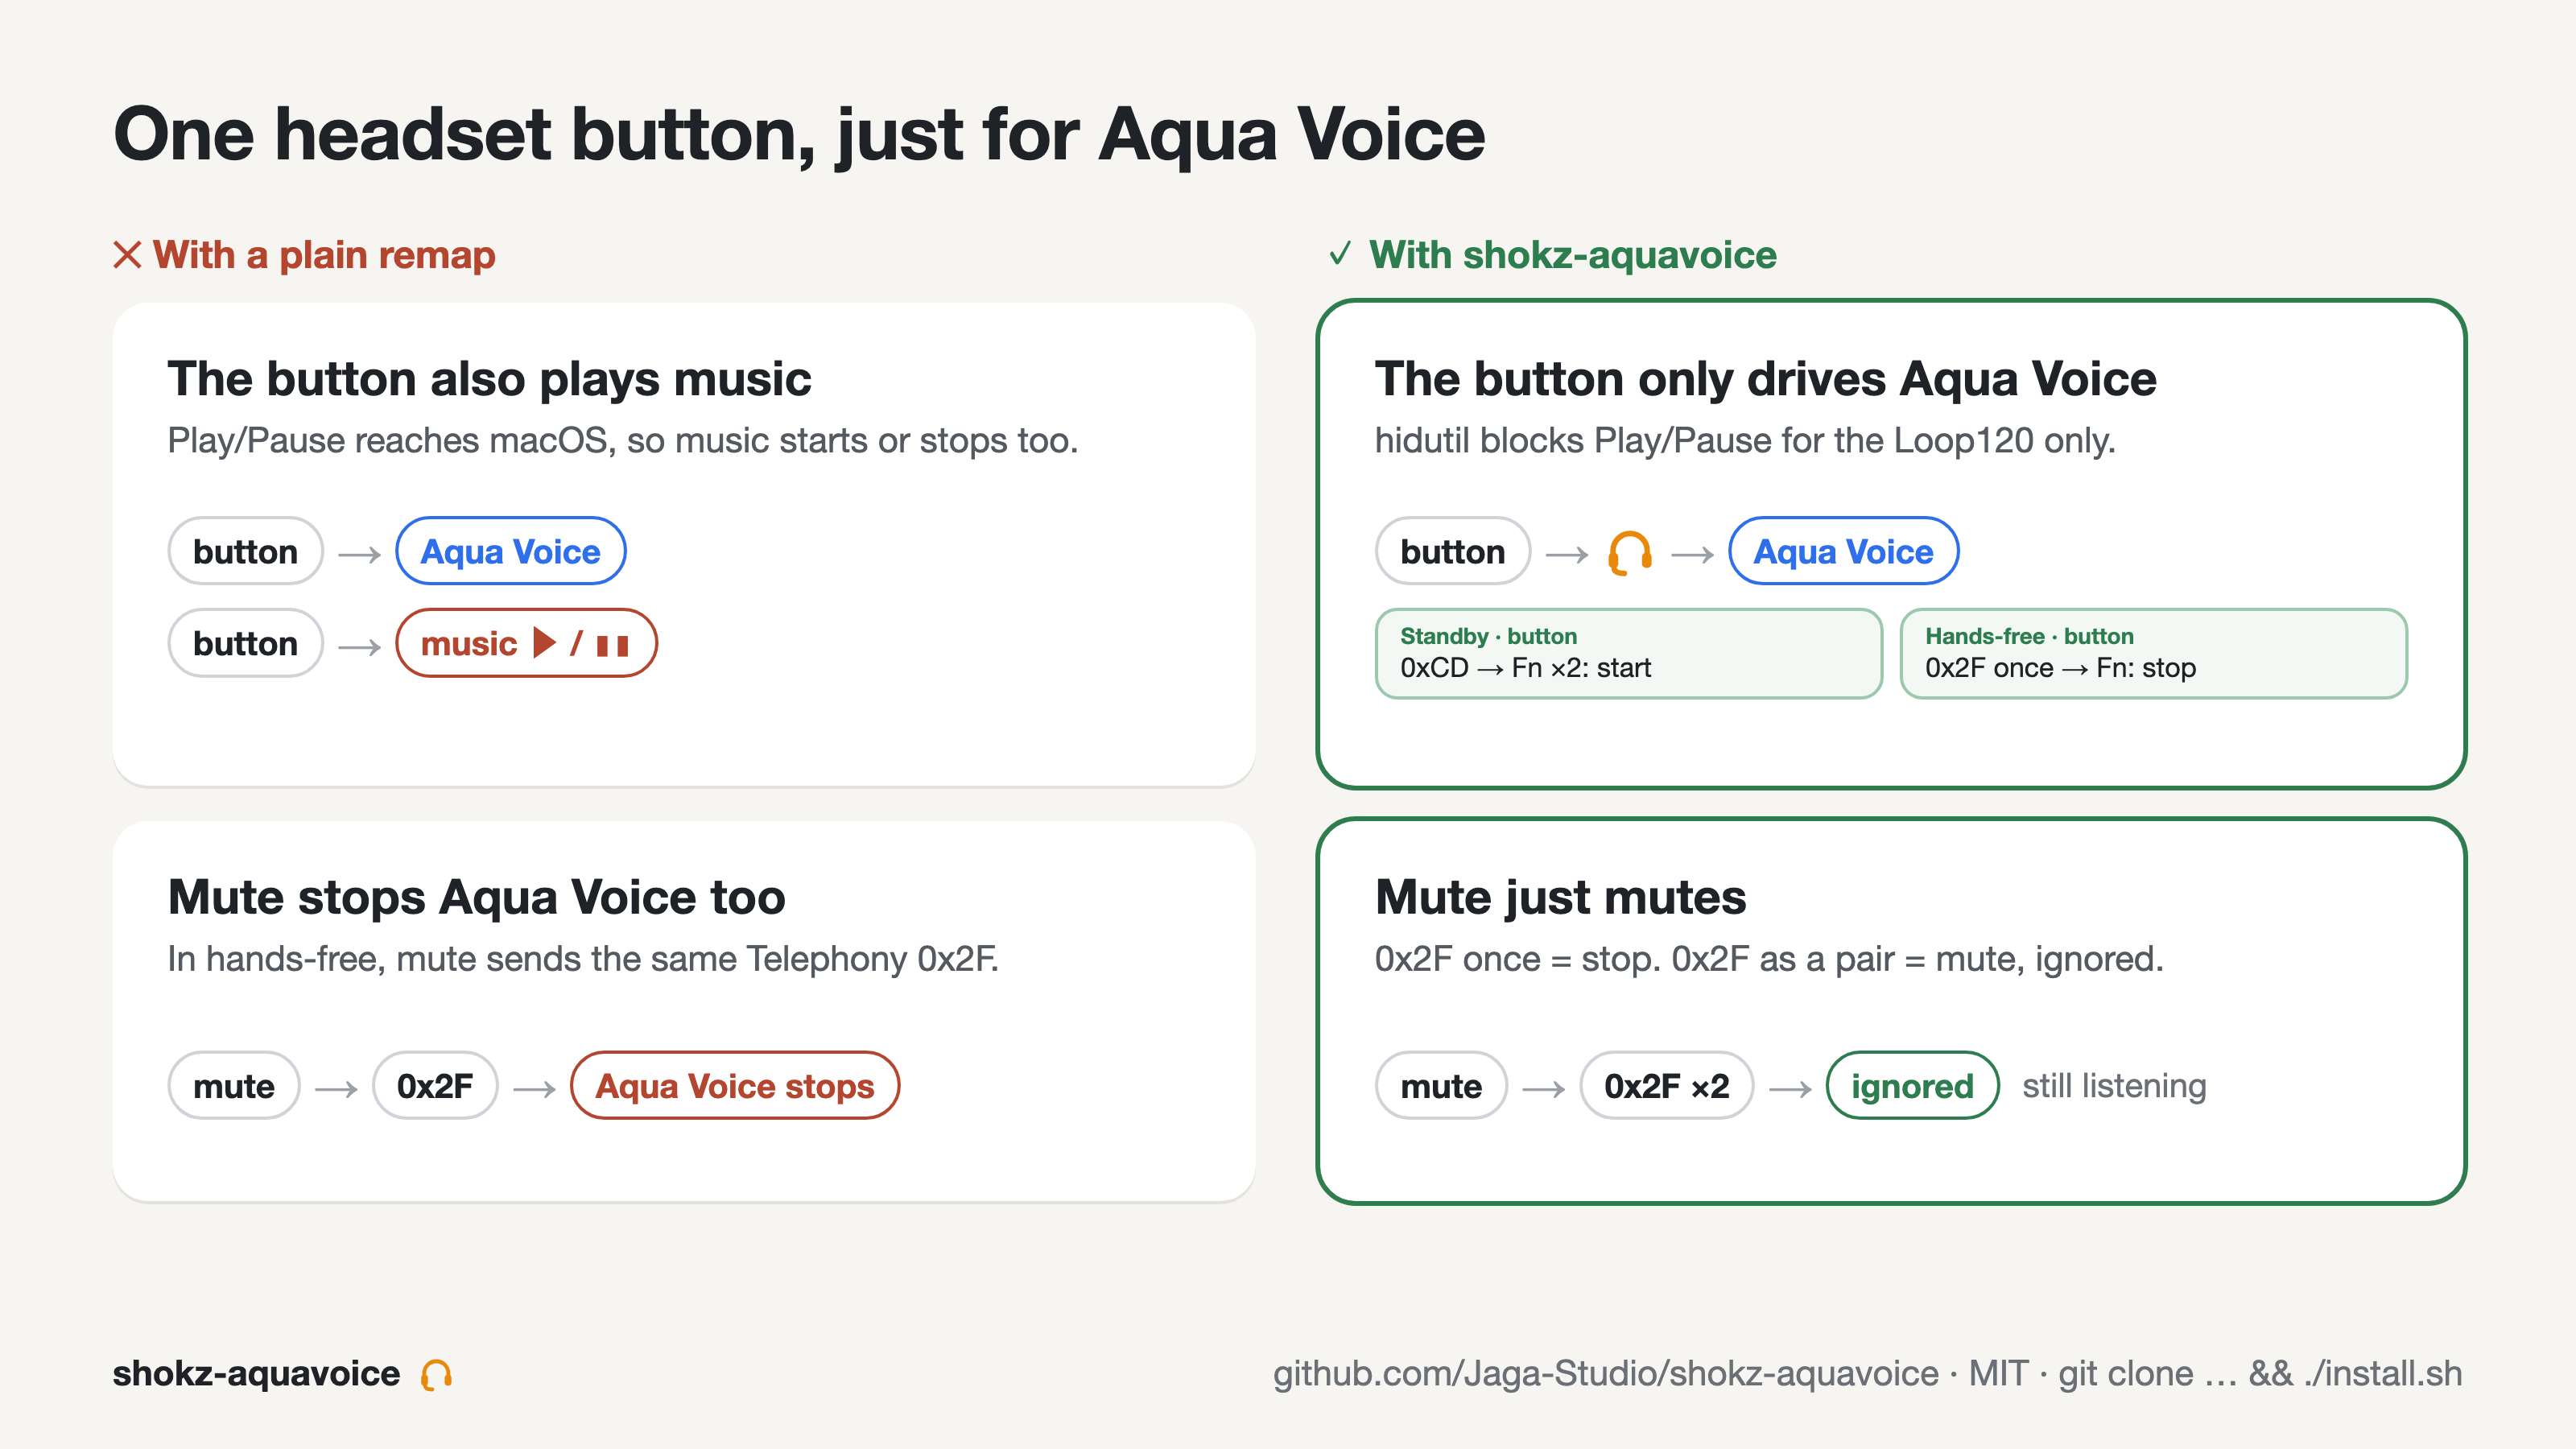 One headset button, just for Aqua Voice
✕ With a plain remap
The button also plays music
Play/Pause reaches macOS, so music starts or stops too.
button → Aqua Voice
button → music ▶ / ▮▮
Mute stops Aqua Voice too
In hands-free, mute sends the same Telephony 0x2F.
mute → 0x2F → Aqua Voice stops
✓ With shokz-aquavoice
The button only drives Aqua Voice
hidutil blocks Play/Pause for the Loop120 only.
button → → Aqua Voice
Standby · button
0xCD → Fn ×2: start
Hands-free · button
0x2F once → Fn: stop
Mute just mutes
0x2F once = stop. 0x2F as a pair = mute, ignored.
mute → 0x2F ×2 → ignored still listening
shokz-aquavoice
github.com/Jaga-Studio/shokz-aquavoice · MIT · git clone … && ./install.sh